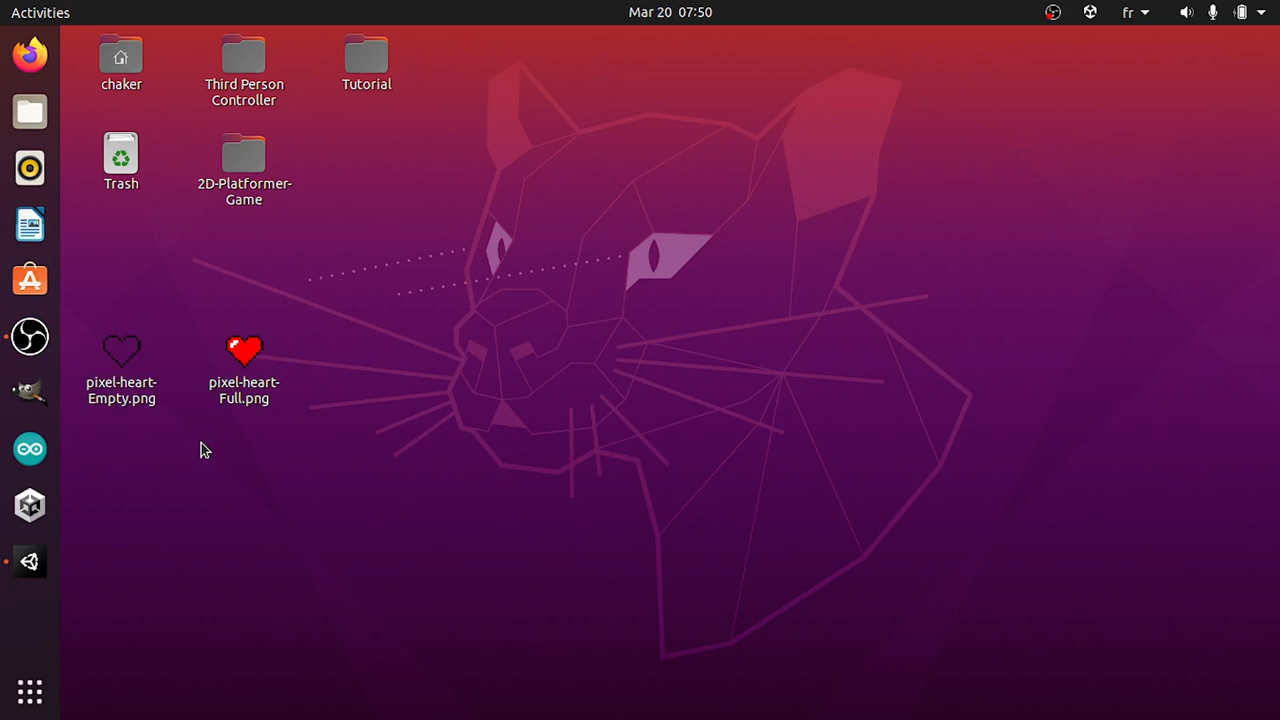 Activities
Mar 20 07:50
fr
chaker
Third Person
Controller
Tutorial
Trash
2D-Platformer-
Game
pixel-heart-
Empty.png
pixel-heart-
Full.png